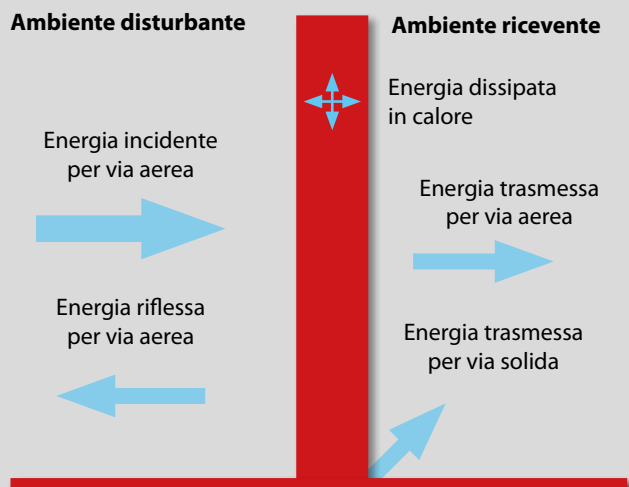 Ambiente disturbante
Ambiente ricevente
Energia dissipata
in calore
Energia incidente
per via aerea
Energia trasmessa
per via aerea
Energia riflessa
per via aerea
Energia trasmessa
per via solida